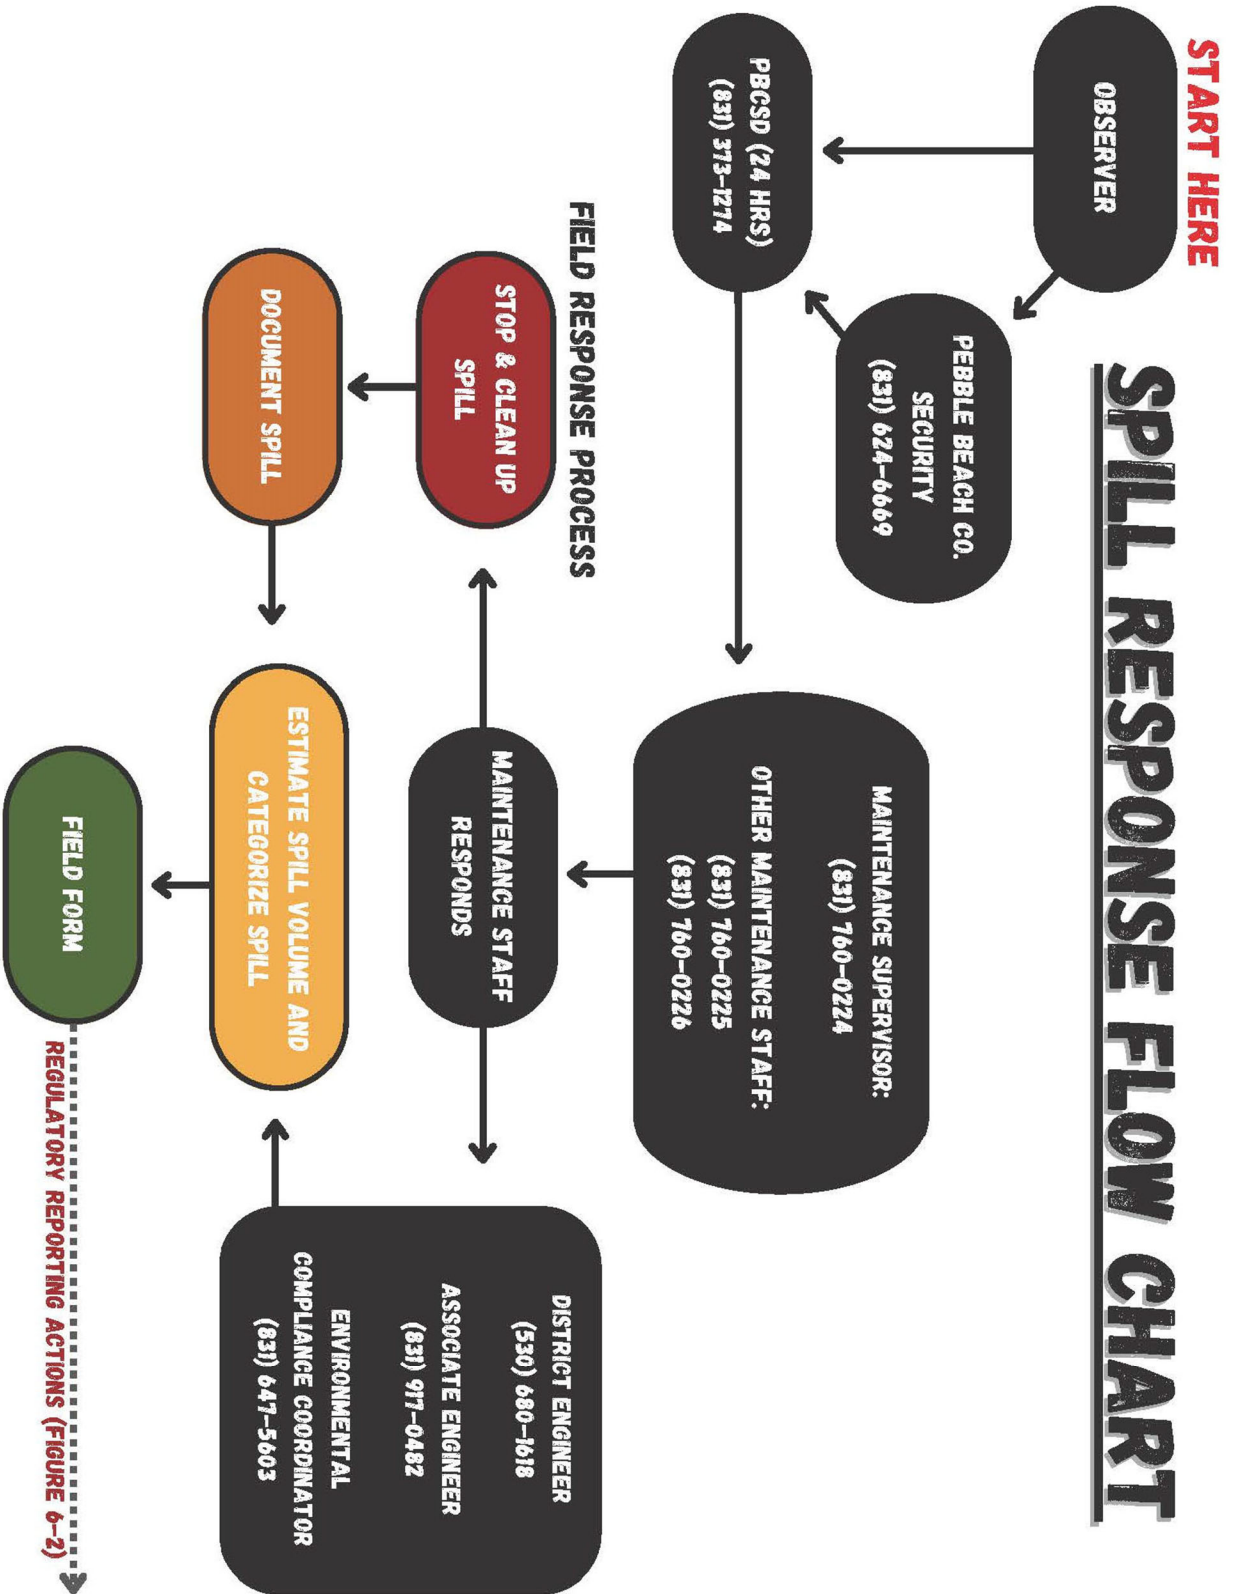 START HERE
SPILL RESPONSE FLOW CHART
OBSERVER
PEBBLE BEACH CO.
SECURITY
(831) 624-6669
PBCSD (24 HRS)
(831) 373-1274
MAINTENANCE SUPERVISOR:
(831) 760-0224
OTHER MAINTENANCE STAFF:
(831) 760-0225
(831) 760-0226
FIELD RESPONSE PROCESS
STOP & CLEAN UP
SPILL
MAINTENANCE STAFF
RESPONDS
DISTRICT ENGINEER
(530) 680-1618
ASSOCIATE ENGINEER
(831) 917-0482
ENVIRONMENTAL
COMPLIANCE COORDINATOR
(831) 647-5603
DOCUMENT SPILL
ESTIMATE SPILL VOLUME AND
CATEGORIZE SPILL
FIELD FORM
REGULATORY REPORTING ACTIONS (FIGURE 6-2)